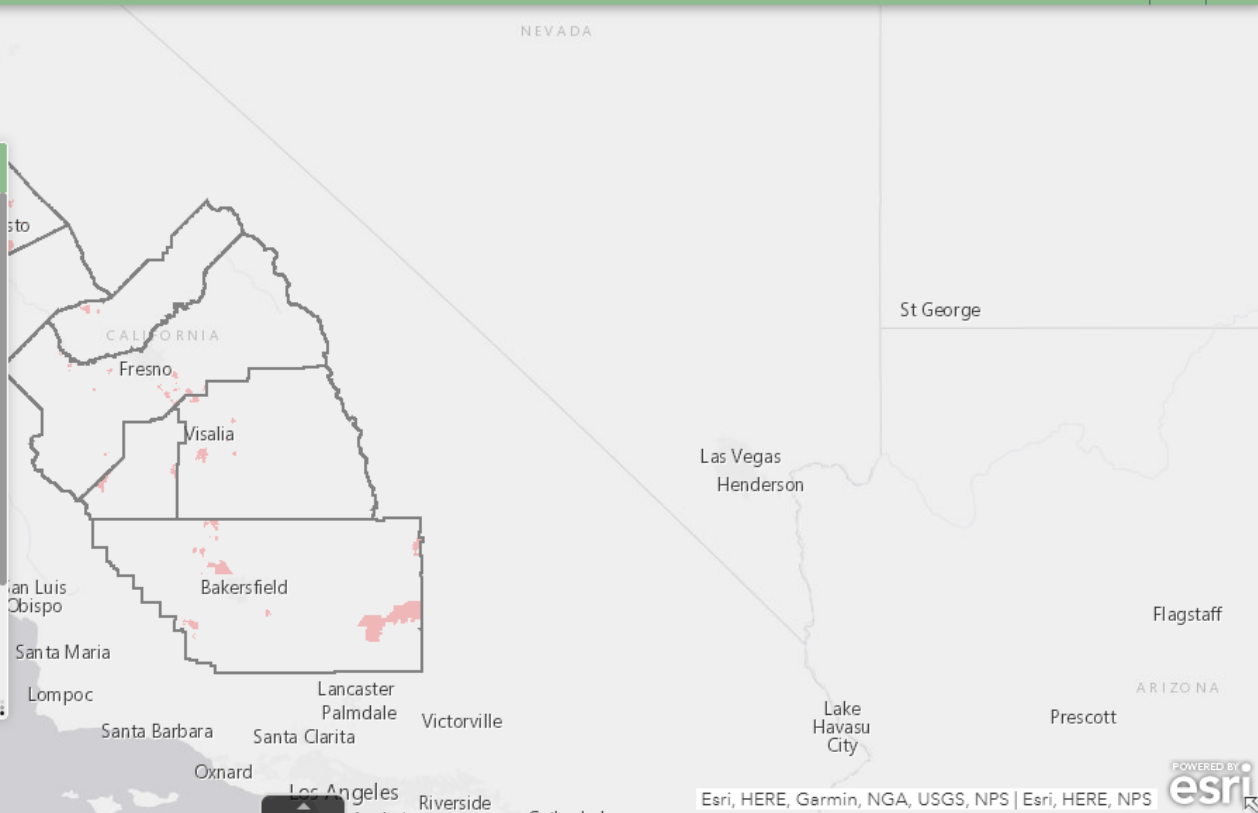 NEVADA
sto
St George
CALIFORNIA
Fresno
Visalia
Las Vegas
Henderson
San Luis
Obispo
Bakersfield
Flagstaff
Santa Maria
Lompoc
Lancaster
Palmdale
Victorville
ARIZONA
Lake
Havasu
City
Prescott
Santa Barbara
Santa Clarita
Oxnard
Los Angeles
Riverside
POWERED BY
esri
Esri, HERE, Garmin, NGA, USGS, NPS | Esri, HERE, NPS